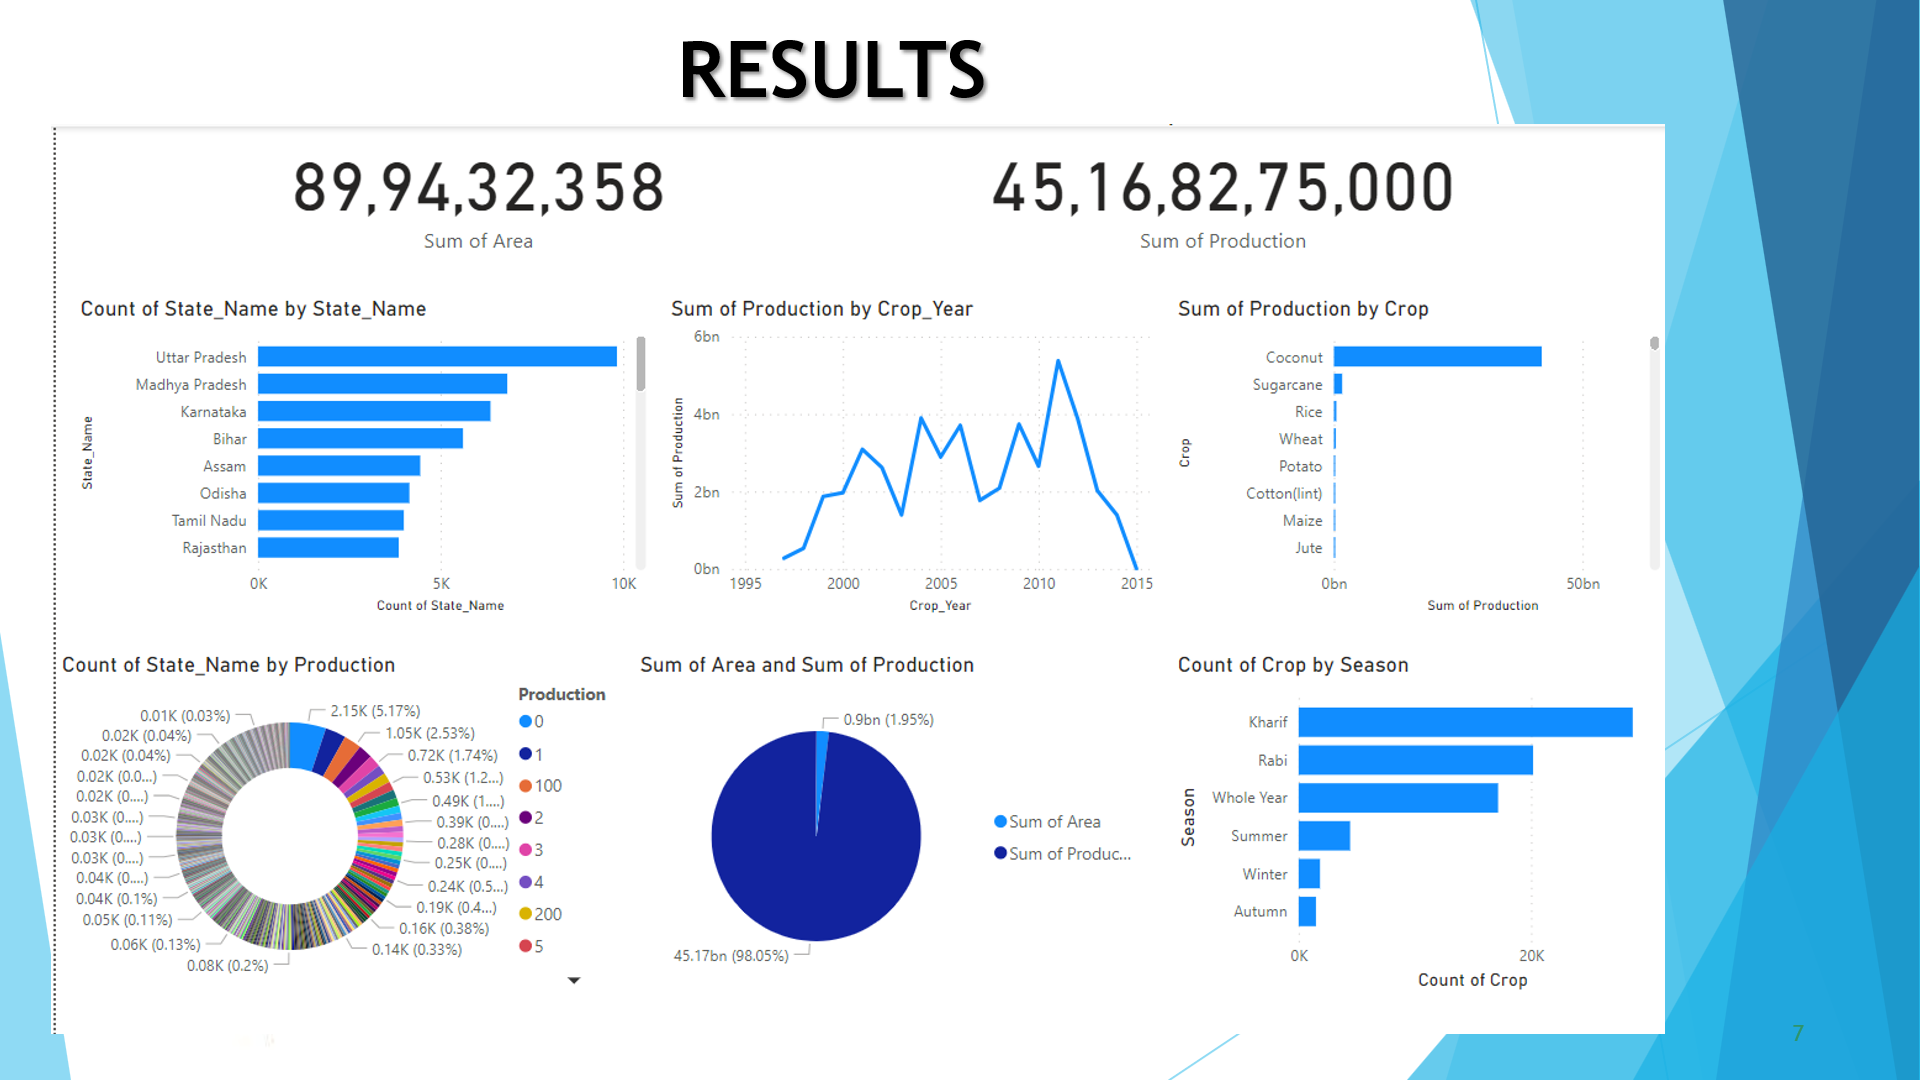 RESULTS
89,94,32,358
Sum of Area
45,16,82,75,000
Sum of Production
Count of State_Name by State_Name
State_Name
Uttar Pradesh
Madhya Pradesh
Karnataka
Bihar
Assam
Odisha
Tamil Nadu
Rajasthan
0K 5K 10K
Count of State_Name
Sum of Production by Crop_Year
Sum of Production
6bn
4bn
2bn
0bn
1995 2000 2005 2010 2015
Crop_Year
Sum of Production by Crop
Crop
Coconut
Sugarcane
Rice
Wheat
Potato
Cotton(lint)
Maize
Jute
0bn 50bn
Sum of Production
Count of State_Name by Production
2.15K (5.17%)
1.05K (2.53%)
0.72K (1.74%)
0.53K (1.2...)
0.49K (1....)
0.39K (0....)
0.28K (0....)
0.25K (0....)
0.24K (0.5...)
0.19K (0.4...)
0.16K (0.38%)
0.14K (0.33%)
0.08K (0.2%)
0.06K (0.13%)
0.05K (0.11%)
0.04K (0.1%)
0.04K (0....)
0.03K (0....)
0.03K (0....)
0.03K (0....)
0.02K (0....)
0.02K (0.0...)
0.02K (0.04%)
0.02K (0.04%)
0.01K (0.03%)
Production
0
1
100
2
3
4
200
5
Sum of Area and Sum of Production
0.9bn (1.95%)
45.17bn (98.05%)
Sum of Area
Sum of Produc...
Count of Crop by Season
Season
Kharif
Rabi
Whole Year
Summer
Winter
Autumn
0K 20K
Count of Crop
7